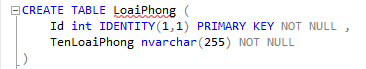 CREATE TABLE LoaiPhong (
Id int IDENTITY(1,1) PRIMARY KEY NOT NULL ,
TenLoaiPhong nvarchar(255) NOT NULL
)